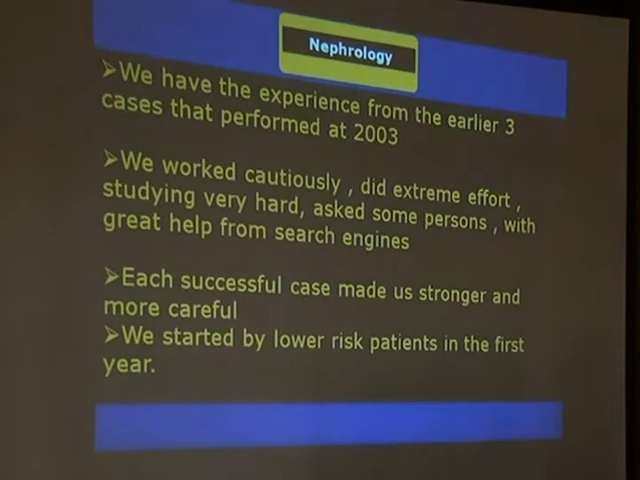 Nephrology
➢We have the experience from the earlier 3
cases that performed at 2003
➢We worked cautiously , did extreme effort ,
studying very hard, asked some persons , with
great help from search engines
➢Each successful case made us stronger and
more careful
➢We started by lower risk patients in the first
year.